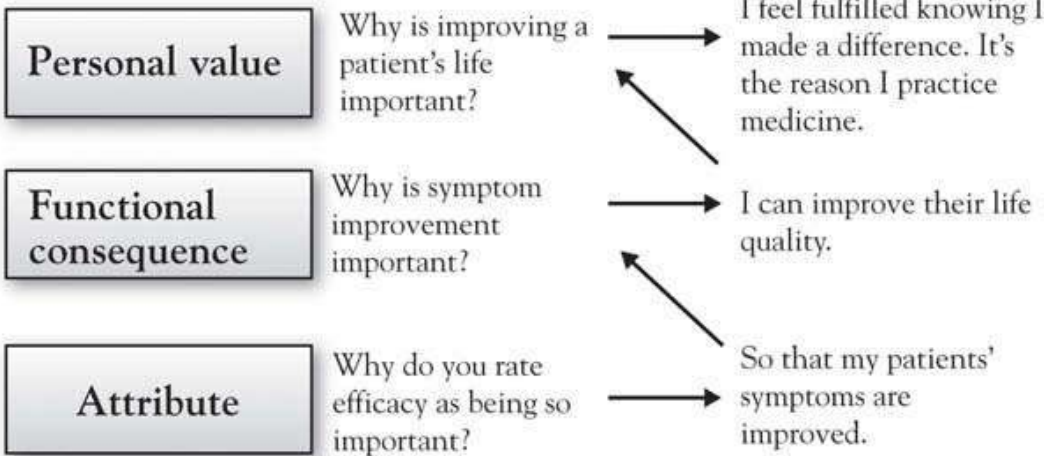 Personal value
Why is improving a
patient's life
important?
I feel fulfilled knowing I
made a difference. It's
the reason I practice
medicine.
Functional
consequence
Why is symptom
improvement
important?
I can improve their life
quality.
Attribute
Why do you rate
efficacy as being so
important?
So that my patients'
symptoms are
improved.